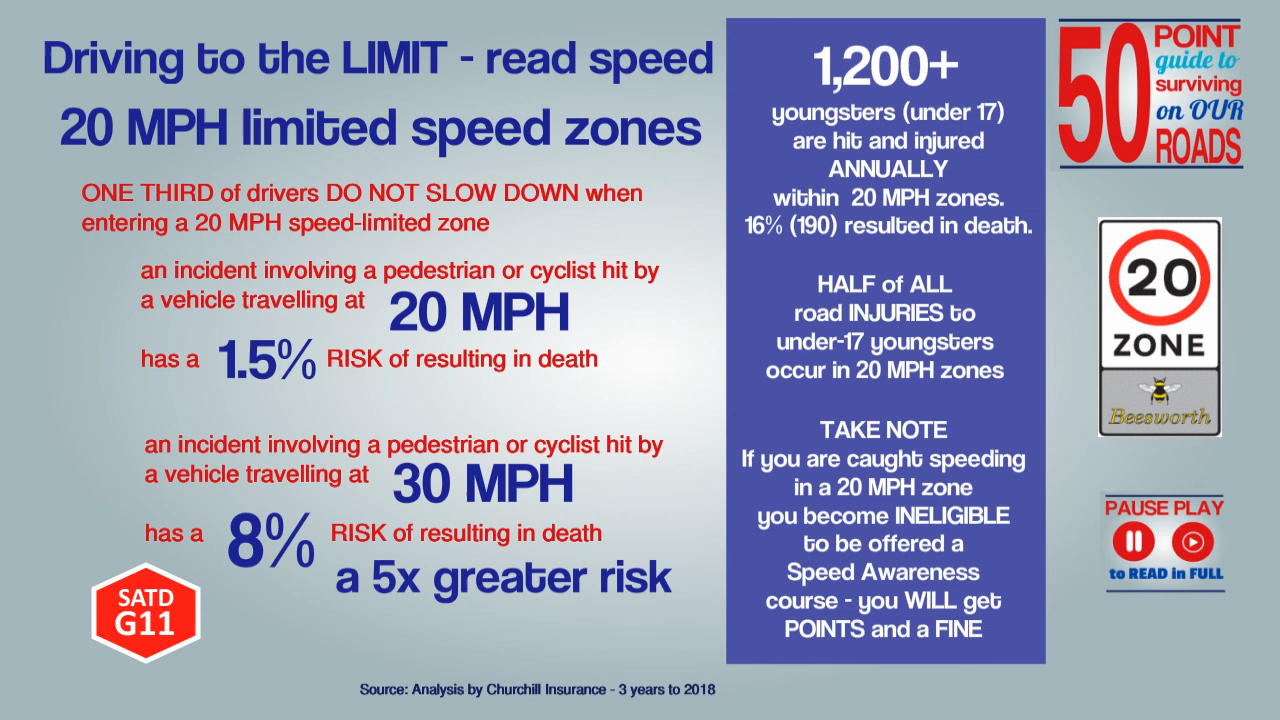 Driving to the LIMIT - read speed
20 MPH limited speed zones
ONE THIRD of drivers DO NOT SLOW DOWN when
entering a 20 MPH speed-limited zone
an incident involving a pedestrian or cyclist hit by
a vehicle travelling at 20 MPH
has a 1.5% RISK of resulting in death
an incident involving a pedestrian or cyclist hit by
a vehicle travelling at 30 MPH
has a 8% RISK of resulting in death
a 5x greater risk
SATD
G11
Source: Analysis by Churchill Insurance - 3 years to 2018
1,200+
youngsters (under 17)
are hit and injured
ANNUALLY
within 20 MPH zones.
16% (190) resulted in death.
HALF of ALL
road INJURIES to
under-17 youngsters
occur in 20 MPH zones
TAKE NOTE
If you are caught speeding
in a 20 MPH zone
you become INELIGIBLE
to be offered a
Speed Awareness
course - you WILL get
POINTS and a FINE
50 POINT
guide to
surviving
on OUR
ROADS
20
ZONE
Beesworth
PAUSE PLAY
to READ in FULL